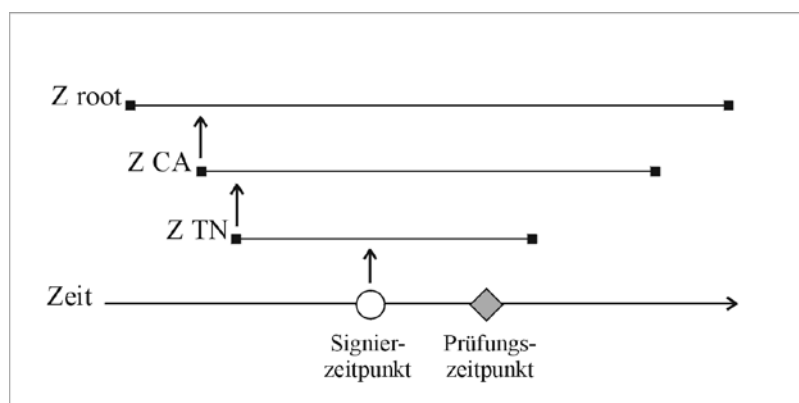 Z root
Z CA
Z TN
Zeit
Signier-
zeitpunkt
Prüfungs-
zeitpunkt